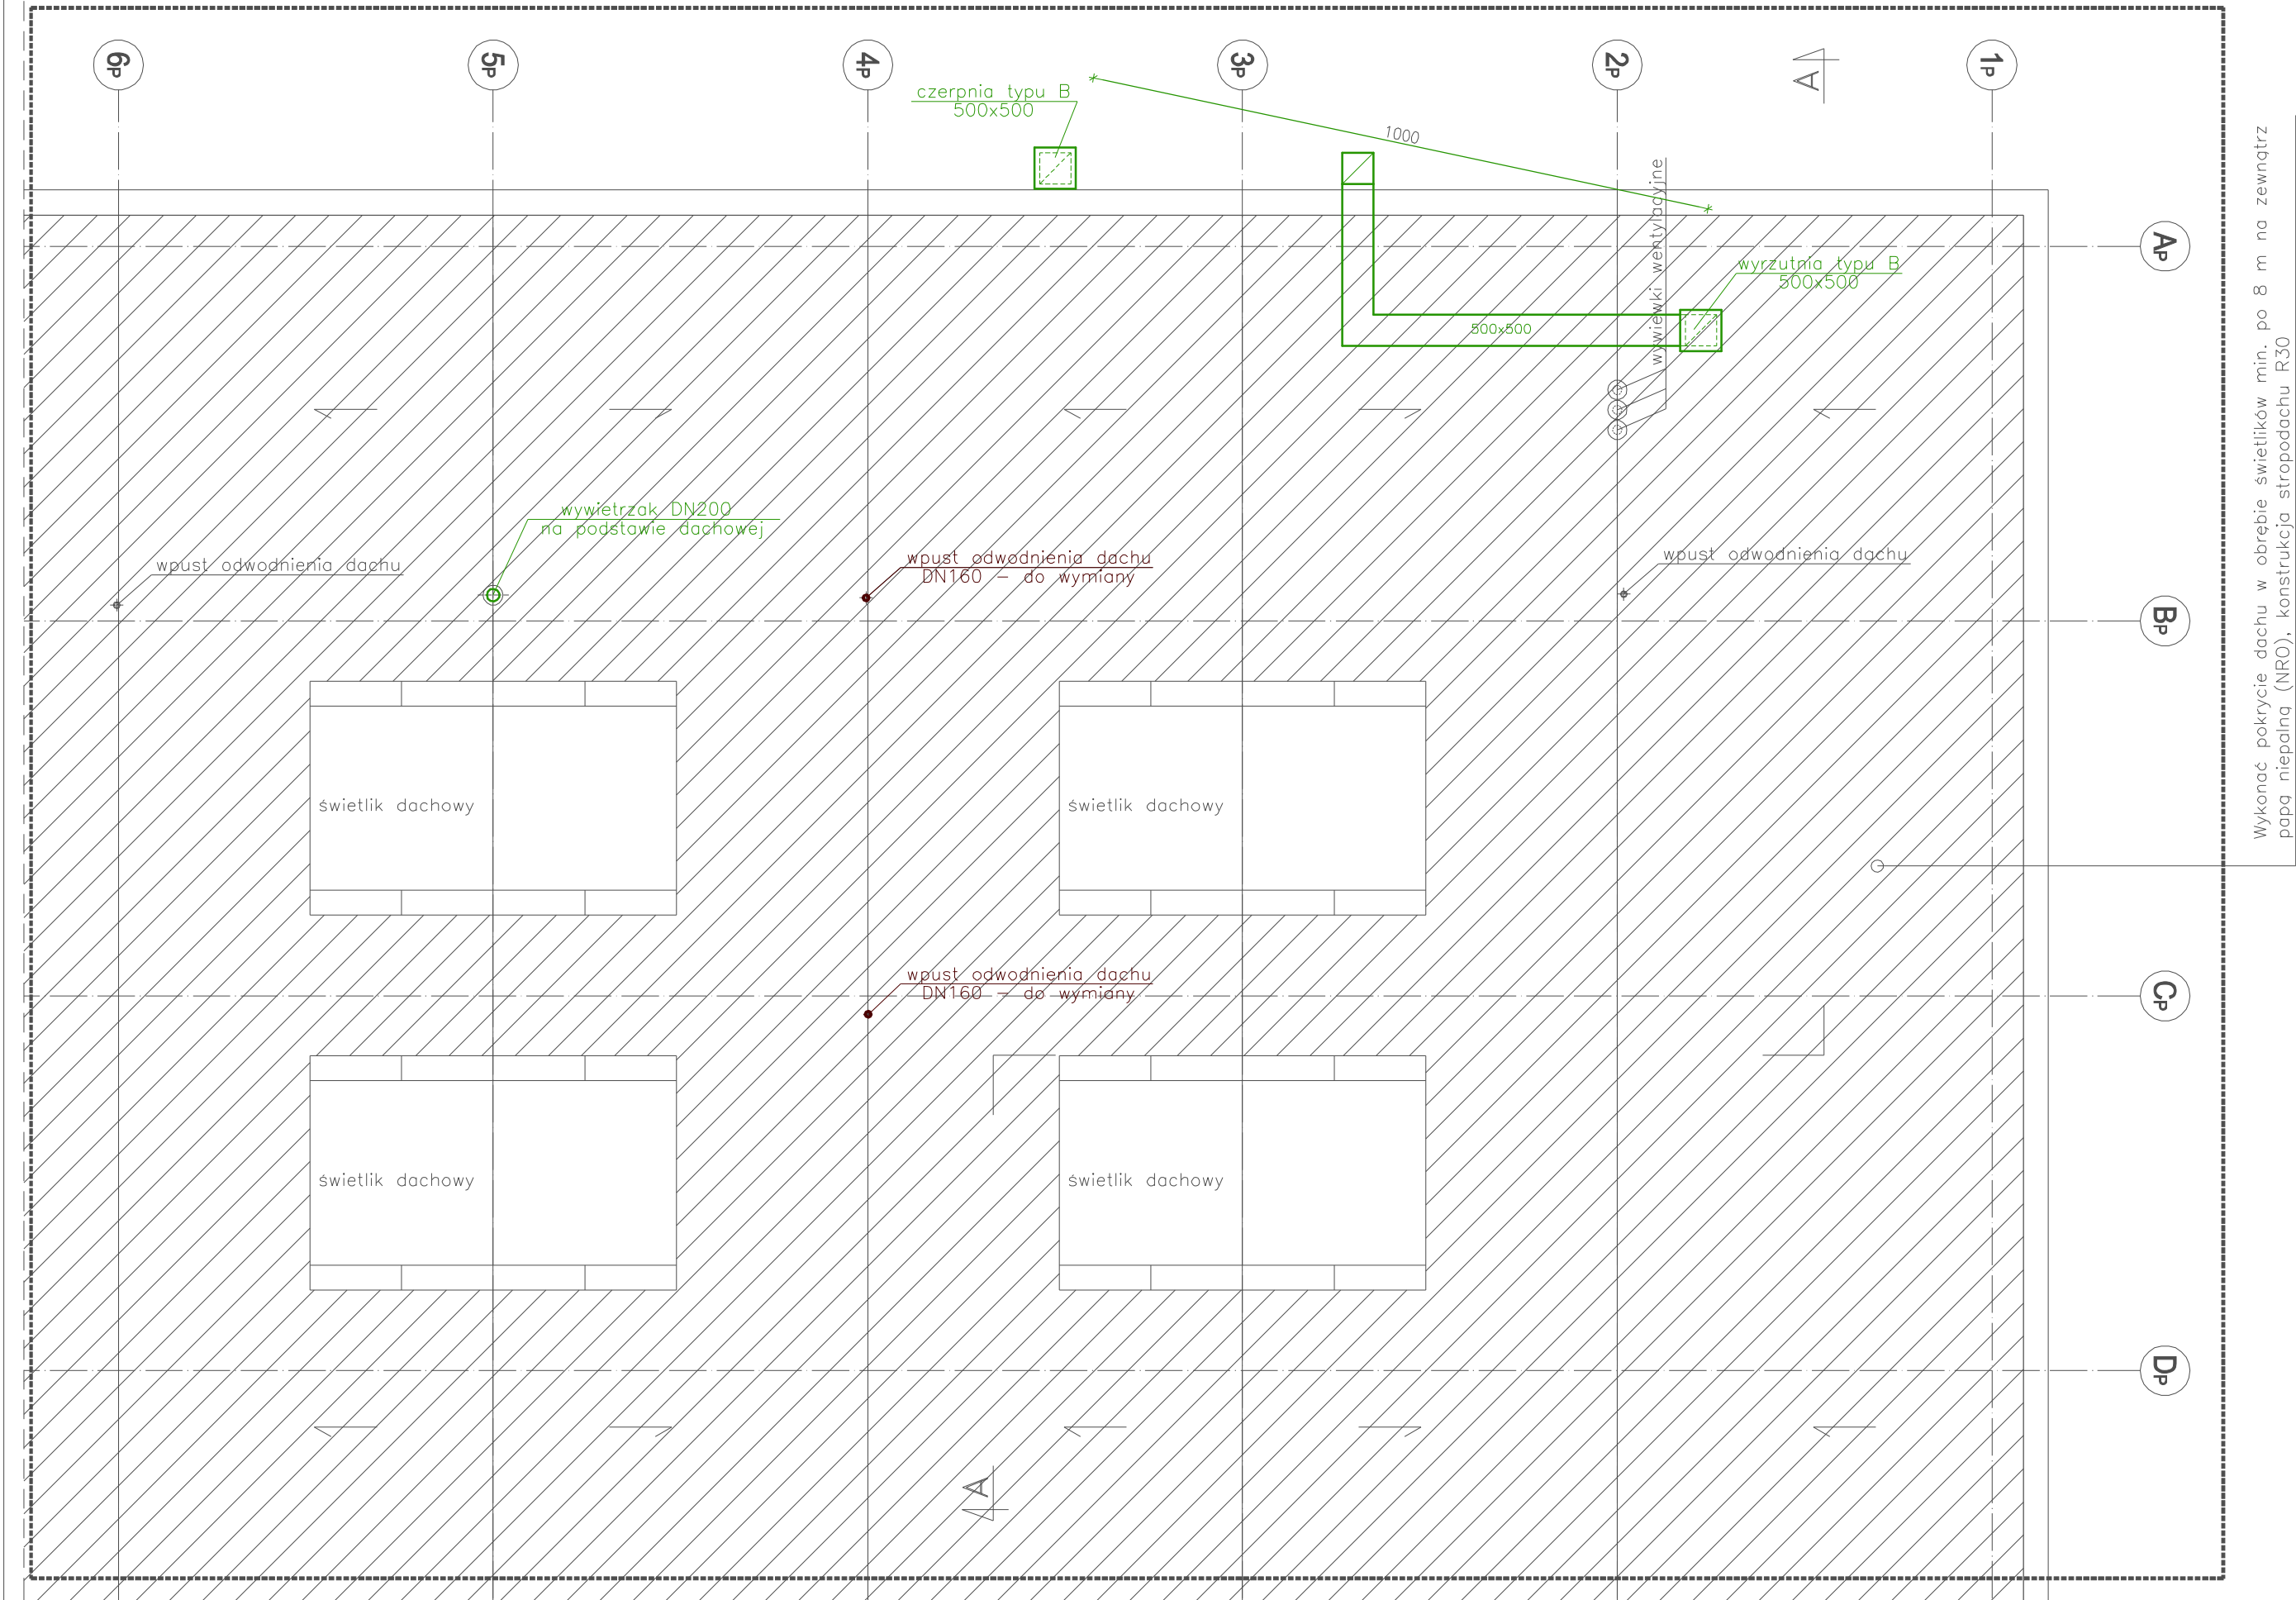 6P
5P
4P
3P
2P
1P
A
czerpnia typu B
500x500
1000
wywiewki wentylacyjne
AP
wyrzutnia typu B
500x500
500x500
Wykonać pokrycie dachu w obrębie świetlików min. po 8 m na zewnątrz
papą niepalną (NRO), konstrukcja stropodachu R30
wywietrzak DN200
na podstawie dachowej
wpust odwodnienia dachu
wpust odwodnienia dachu
DN160 – do wymiany
wpust odwodnienia dachu
BP
świetlik dachowy
świetlik dachowy
wpust odwodnienia dachu
DN160 – do wymiany
CP
świetlik dachowy
świetlik dachowy
DP
A